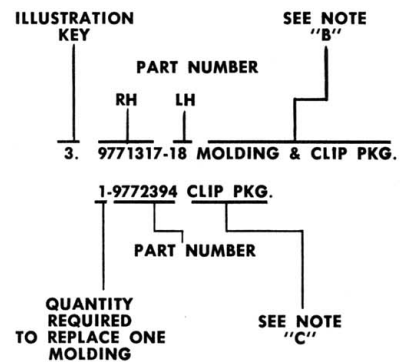 ILLUSTRATION KEY
SEE NOTE "B"
PART NUMBER
RH LH
3. 9771317-18 MOLDING & CLIP PKG.
1-9772394 CLIP PKG.
PART NUMBER
QUANTITY REQUIRED TO REPLACE ONE MOLDING
SEE NOTE "C"